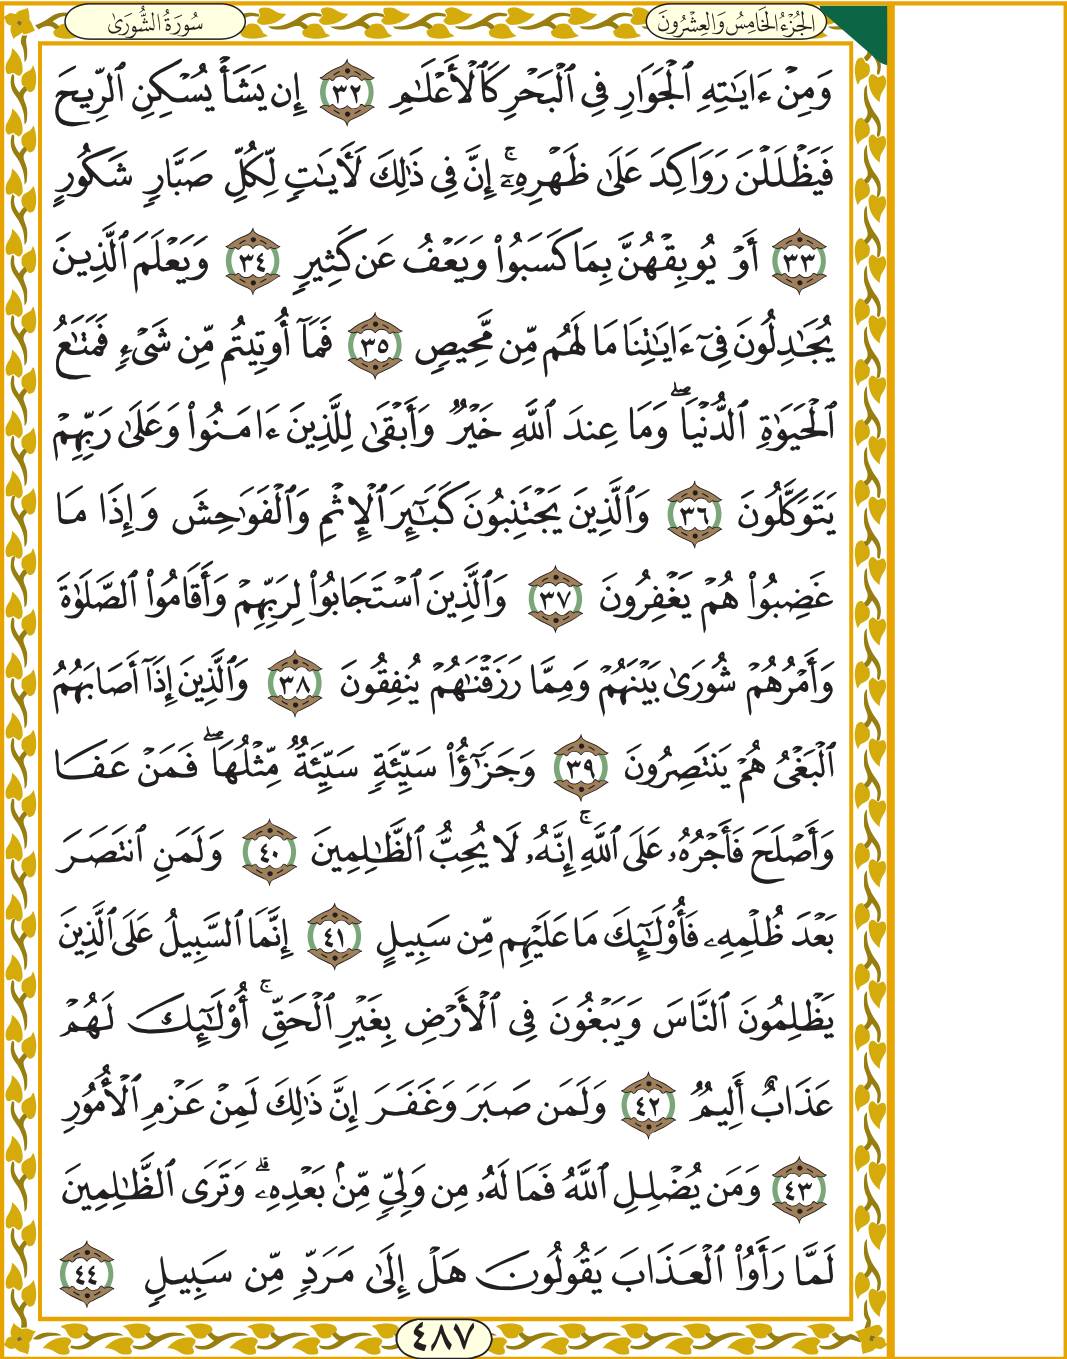 الجُزْءُ الخَامِسُ وَالعِشْرُونَ
سُورَةُ الشُّورَىٰ
وَمِنْ ءَايَٰتِهِ ٱلْجَوَارِ فِى ٱلْبَحْرِ كَٱلْأَعْلَٰمِ ٣٢ إِن يَشَأْ يُسْكِنِ ٱلرِّيحَ
فَيَظْلَلْنَ رَوَاكِدَ عَلَىٰ ظَهْرِهِۦٓ ۚ إِنَّ فِى ذَٰلِكَ لَأَيَٰتٍ لِّكُلِّ صَبَّارٍ شَكُورٍ
٣٣ أَوْ يُوبِقْهُنَّ بِمَا كَسَبُوا۟ وَيَعْفُ عَن كَثِيرٍ ٣٤ وَيَعْلَمَ ٱلَّذِينَ
يُجَٰدِلُونَ فِىٓ ءَايَٰتِنَا مَا لَهُم مِّن مَّحِيصٍ ٣٥ فَمَآ أُوتِيتُم مِّن شَىْءٍ فَمَتَٰعُ
ٱلْحَيَوٰةِ ٱلدُّنْيَا ۖ وَمَا عِندَ ٱللَّهِ خَيْرٌ وَأَبْقَىٰ لِلَّذِينَ ءَامَنُوا۟ وَعَلَىٰ رَبِّهِمْ
يَتَوَكَّلُونَ ٣٦ وَٱلَّذِينَ يَجْتَنِبُونَ كَبَٰٓئِرَ ٱلْإِثْمِ وَٱلْفَوَٰحِشَ وَإِذَا مَا
غَضِبُوا۟ هُمْ يَغْفِرُونَ ٣٧ وَٱلَّذِينَ ٱسْتَجَابُوا۟ لِرَبِّهِمْ وَأَقَامُوا۟ ٱلصَّلَوٰةَ
وَأَمْرُهُمْ شُورَىٰ بَيْنَهُمْ وَمِمَّا رَزَقْنَٰهُمْ يُنفِقُونَ ٣٨ وَٱلَّذِينَ إِذَآ أَصَابَهُمُ
ٱلْبَغْىُ هُمْ يَنتَصِرُونَ ٣٩ وَجَزَٰٓؤُا۟ سَيِّئَةٍ سَيِّئَةٌ مِّثْلُهَا ۖ فَمَنْ عَفَا
وَأَصْلَحَ فَأَجْرُهُۥ عَلَى ٱللَّهِ ۚ إِنَّهُۥ لَا يُحِبُّ ٱلظَّٰلِمِينَ ٤٠ وَلَمَنِ ٱنتَصَرَ
بَعْدَ ظُلْمِهِۦ فَأُو۟لَٰٓئِكَ مَا عَلَيْهِم مِّن سَبِيلٍ ٤١ إِنَّمَا ٱلسَّبِيلُ عَلَى ٱلَّذِينَ
يَظْلِمُونَ ٱلنَّاسَ وَيَبْغُونَ فِى ٱلْأَرْضِ بِغَيْرِ ٱلْحَقِّ ۚ أُو۟لَٰٓئِكَ لَهُمْ
عَذَابٌ أَلِيمٌ ٤٢ وَلَمَن صَبَرَ وَغَفَرَ إِنَّ ذَٰلِكَ لَمِنْ عَزْمِ ٱلْأُمُورِ
٤٣ وَمَن يُضْلِلِ ٱللَّهُ فَمَا لَهُۥ مِن وَلِىٍّ مِّنۢ بَعْدِهِۦ ۗ وَتَرَى ٱلظَّٰلِمِينَ
لَمَّا رَأَوُا۟ ٱلْعَذَابَ يَقُولُونَ هَلْ إِلَىٰ مَرَدٍّ مِّن سَبِيلٍ ٤٤
٤٨٧